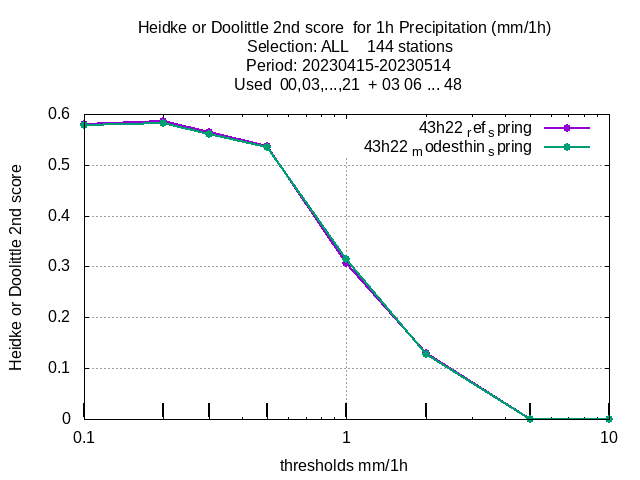 Heidke or Doolittle 2nd score  for 1h Precipitation (mm/1h)
Selection: ALL    144 stations
Period: 20230415-20230514
Used  00,03,...,21  + 03 06 ... 48
43h22 ref spring
43h22 modesthin spring
Heidke or Doolittle 2nd score
0.6
0.5
0.4
0.3
0.2
0.1
0
0.1
1
10
thresholds mm/1h